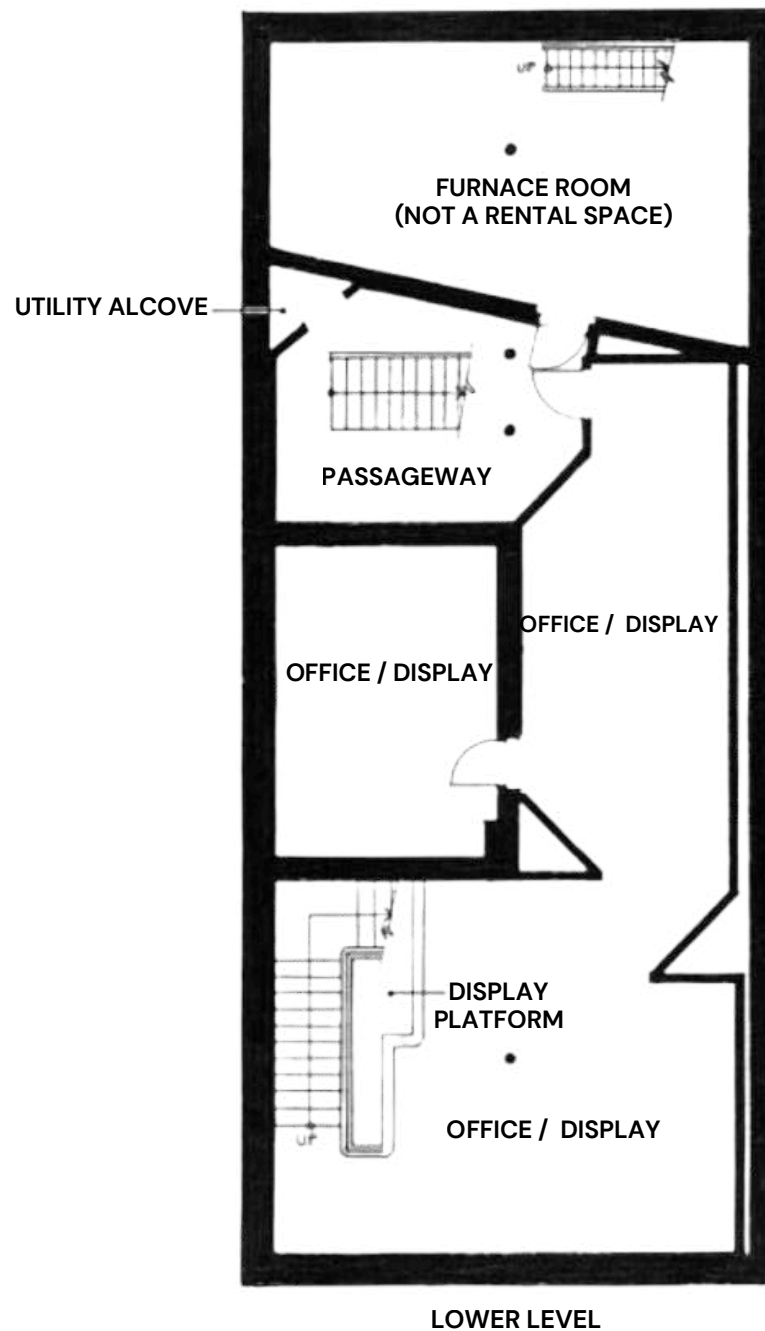 UP
FURNACE ROOM
(NOT A RENTAL SPACE)
UTILITY ALCOVE
PASSAGEWAY
OFFICE / DISPLAY
OFFICE / DISPLAY
DISPLAY
PLATFORM
OFFICE / DISPLAY
UP
LOWER LEVEL